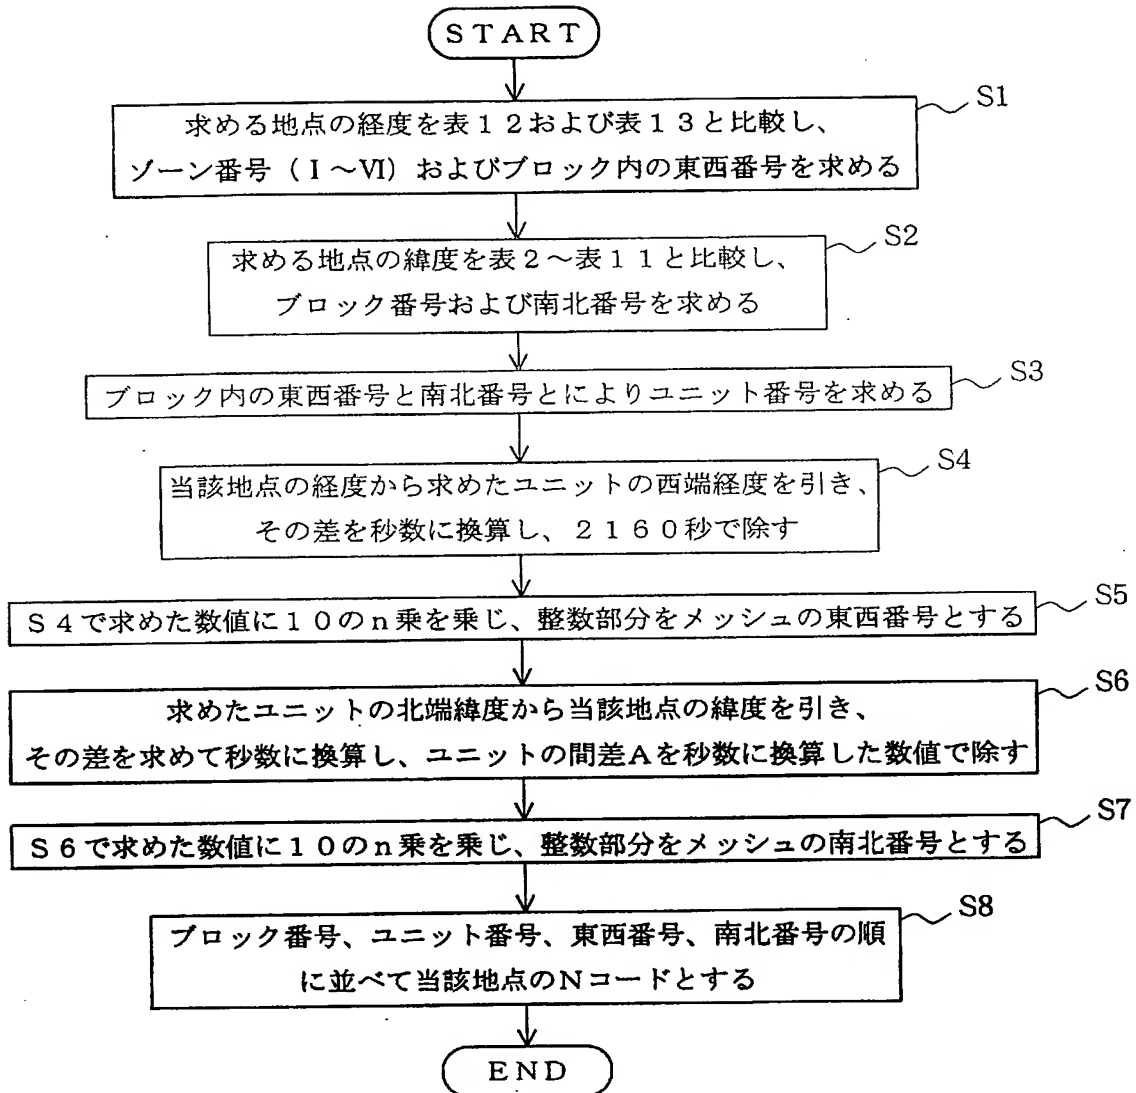 START
S1
求める地点の経度を表12および表13と比較し、
ゾーン番号（Ⅰ～Ⅵ）およびブロック内の東西番号を求める
S2
求める地点の緯度を表2～表11と比較し、
ブロック番号および南北番号を求める
S3
ブロック内の東西番号と南北番号とによりユニット番号を求める
S4
当該地点の経度から求めたユニットの西端経度を引き、
その差を秒数に換算し、2160秒で除す
S5
S4で求めた数値に10のn乗を乗じ、整数部分をメッシュの東西番号とする
S6
求めたユニットの北端緯度から当該地点の緯度を引き、
その差を求めて秒数に換算し、ユニットの間差Aを秒数に換算した数値で除す
S7
S6で求めた数値に10のn乗を乗じ、整数部分をメッシュの南北番号とする
S8
ブロック番号、ユニット番号、東西番号、南北番号の順
に並べて当該地点のNコードとする
END